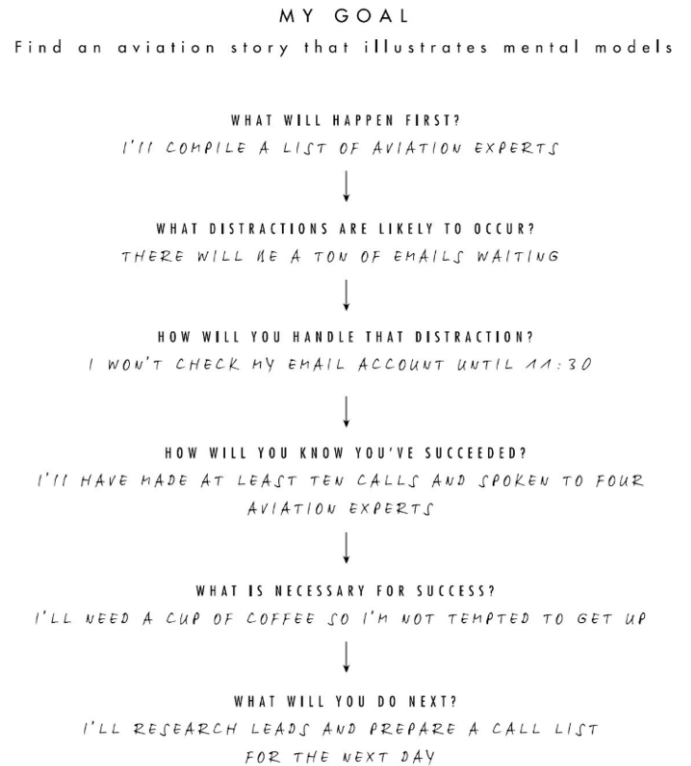 MY GOAL
Find an aviation story that illustrates mental models
WHAT WILL HAPPEN FIRST?
I'll COMPILE A LIST OF AVIATION EXPERTS
WHAT DISTRACTIONS ARE LIKELY TO OCCUR?
THERE WILL BE A TON OF EMAILS WAITING
HOW WILL YOU HANDLE THAT DISTRACTION?
I WON'T CHECK MY EMAIL ACCOUNT UNTIL 11:30
HOW WILL YOU KNOW YOU'VE SUCCEEDED?
I'll HAVE MADE AT LEAST TEN CALLS AND SPOKEN TO FOUR
AVIATION EXPERTS
WHAT IS NECESSARY FOR SUCCESS?
I'LL NEED A CUP OF COFFEE SO I'M NOT TEMPTED TO GET UP
WHAT WILL YOU DO NEXT?
I'LL RESEARCH LEADS AND PREPARE A CALL LIST
FOR THE NEXT DAY